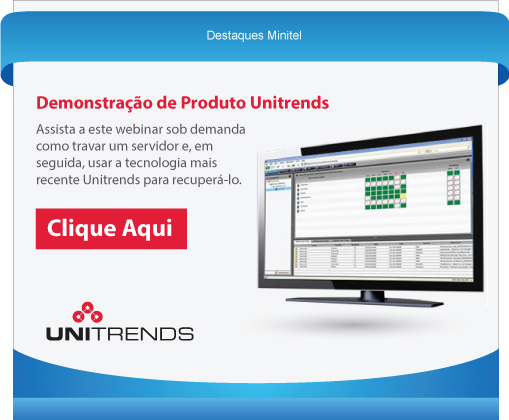 Destaques Minitel
Demonstração de Produto Unitrends
Assista a este webinar sob demanda
como travar um servidor e, em
seguida, usar a tecnologia mais
recente Unitrends para recuperá-lo.
Clique Aqui
UNITRENDS